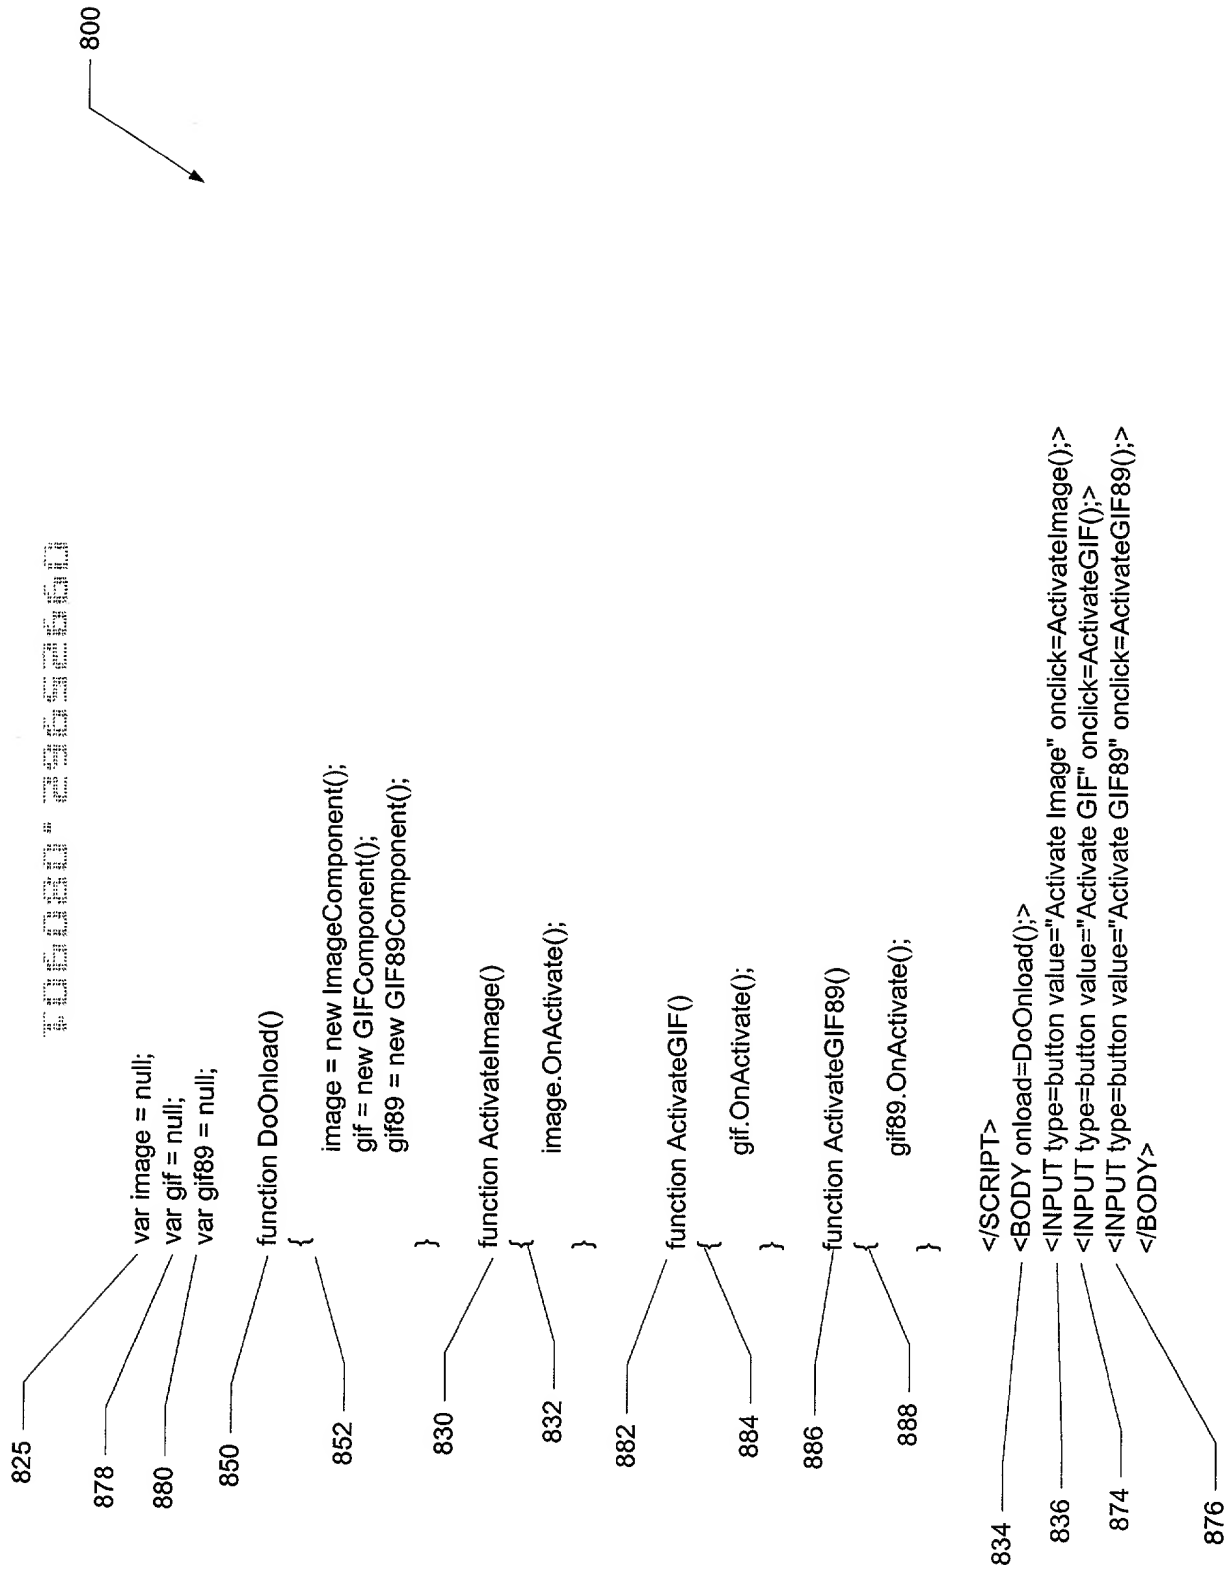 800
825 var image = null;
878 var gif = null;
880 var gif89 = null;
850 function DoOnload()
852 {
image = new ImageComponent();
gif = new GIFComponent();
gif89 = new GIF89Component();
}
830 function ActivateImage()
832 {
image.OnActivate();
}
882 function ActivateGIF()
884 {
gif.OnActivate();
}
886 function ActivateGIF89()
888 {
gif89.OnActivate();
}
</SCRIPT>
834 <BODY onload=DoOnload();>
836 <INPUT type=button value="Activate Image" onclick=ActivateImage();>
874 <INPUT type=button value="Activate GIF" onclick=ActivateGIF();>
876 <INPUT type=button value="Activate GIF89" onclick=ActivateGIF89();>
</BODY>